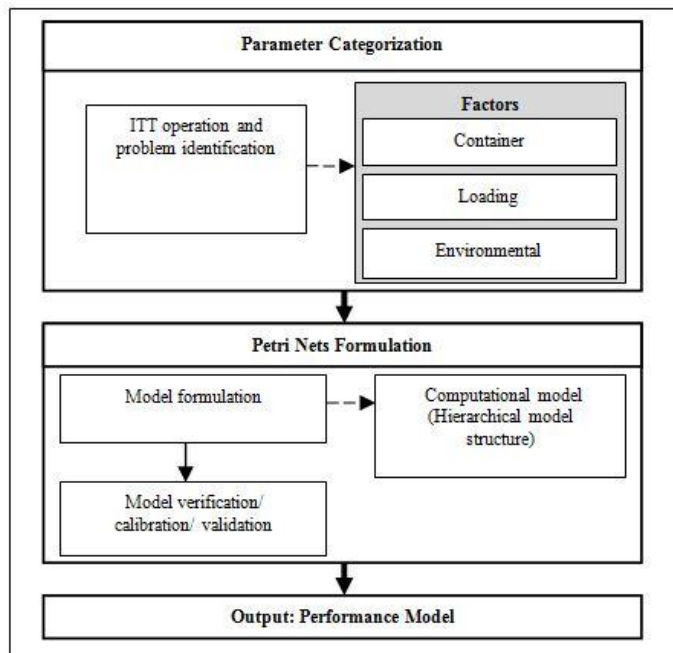 Parameter Categorization
ITT operation and
problem identification
Factors
Container
Loading
Environmental
Petri Nets Formulation
Model formulation
Computational model
(Hierarchical model
structure)
Model verification/
calibration/ validation
Output: Performance Model